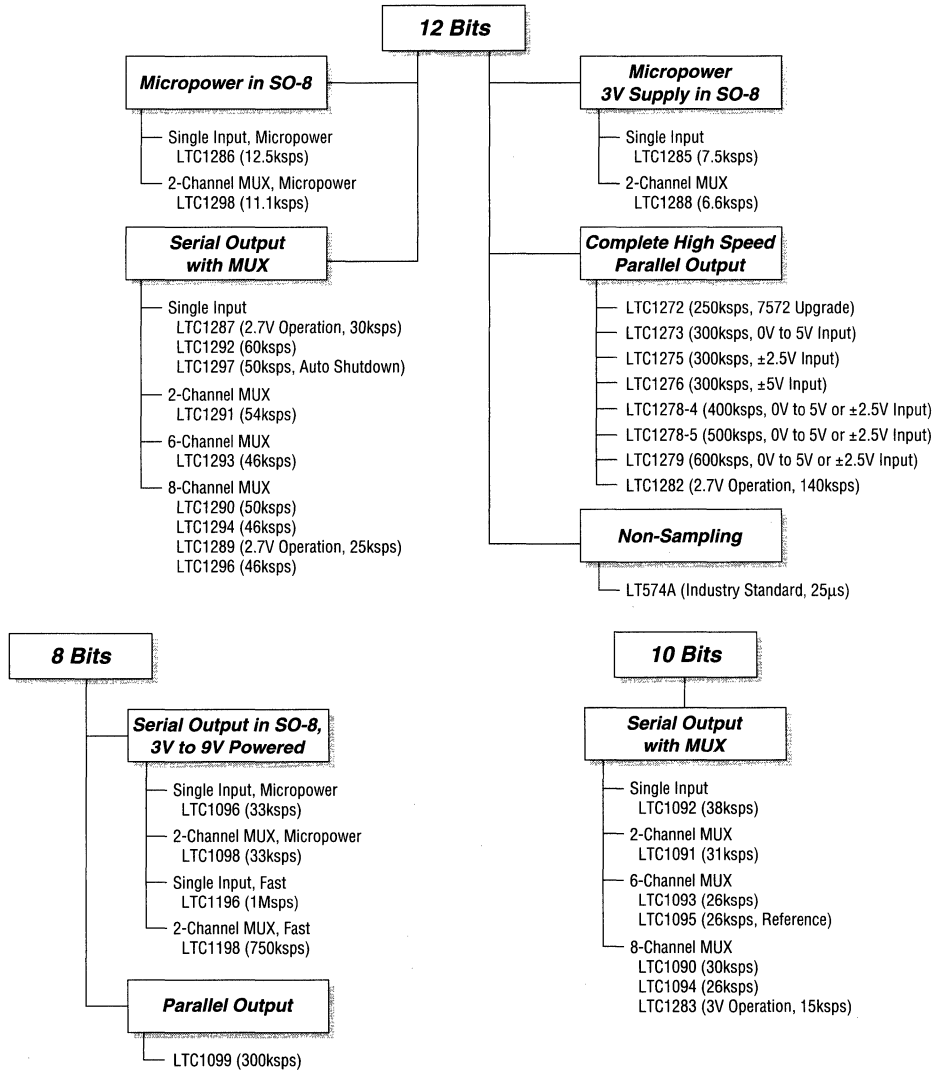 12 Bits
Micropower in SO-8
Single Input, Micropower
LTC1286 (12.5ksps)
2-Channel MUX, Micropower
LTC1298 (11.1ksps)
Serial Output
with MUX
Single Input
LTC1287 (2.7V Operation, 30ksps)
LTC1292 (60ksps)
LTC1297 (50ksps, Auto Shutdown)
2-Channel MUX
LTC1291 (54ksps)
6-Channel MUX
LTC1293 (46ksps)
8-Channel MUX
LTC1290 (50ksps)
LTC1294 (46ksps)
LTC1289 (2.7V Operation, 25ksps)
LTC1296 (46ksps)
Micropower
3V Supply in SO-8
Single Input
LTC1285 (7.5ksps)
2-Channel MUX
LTC1288 (6.6ksps)
Complete High Speed
Parallel Output
LTC1272 (250ksps, 7572 Upgrade)
LTC1273 (300ksps, 0V to 5V Input)
LTC1275 (300ksps, ±2.5V Input)
LTC1276 (300ksps, ±5V Input)
LTC1278-4 (400ksps, 0V to 5V or ±2.5V Input)
LTC1278-5 (500ksps, 0V to 5V or ±2.5V Input)
LTC1279 (600ksps, 0V to 5V or ±2.5V Input)
LTC1282 (2.7V Operation, 140ksps)
Non-Sampling
LT574A (Industry Standard, 25µs)
8 Bits
Serial Output in SO-8,
3V to 9V Powered
Single Input, Micropower
LTC1096 (33ksps)
2-Channel MUX, Micropower
LTC1098 (33ksps)
Single Input, Fast
LTC1196 (1Msps)
2-Channel MUX, Fast
LTC1198 (750ksps)
Parallel Output
LTC1099 (300ksps)
10 Bits
Serial Output
with MUX
Single Input
LTC1092 (38ksps)
2-Channel MUX
LTC1091 (31ksps)
6-Channel MUX
LTC1093 (26ksps)
LTC1095 (26ksps, Reference)
8-Channel MUX
LTC1090 (30ksps)
LTC1094 (26ksps)
LTC1283 (3V Operation, 15ksps)